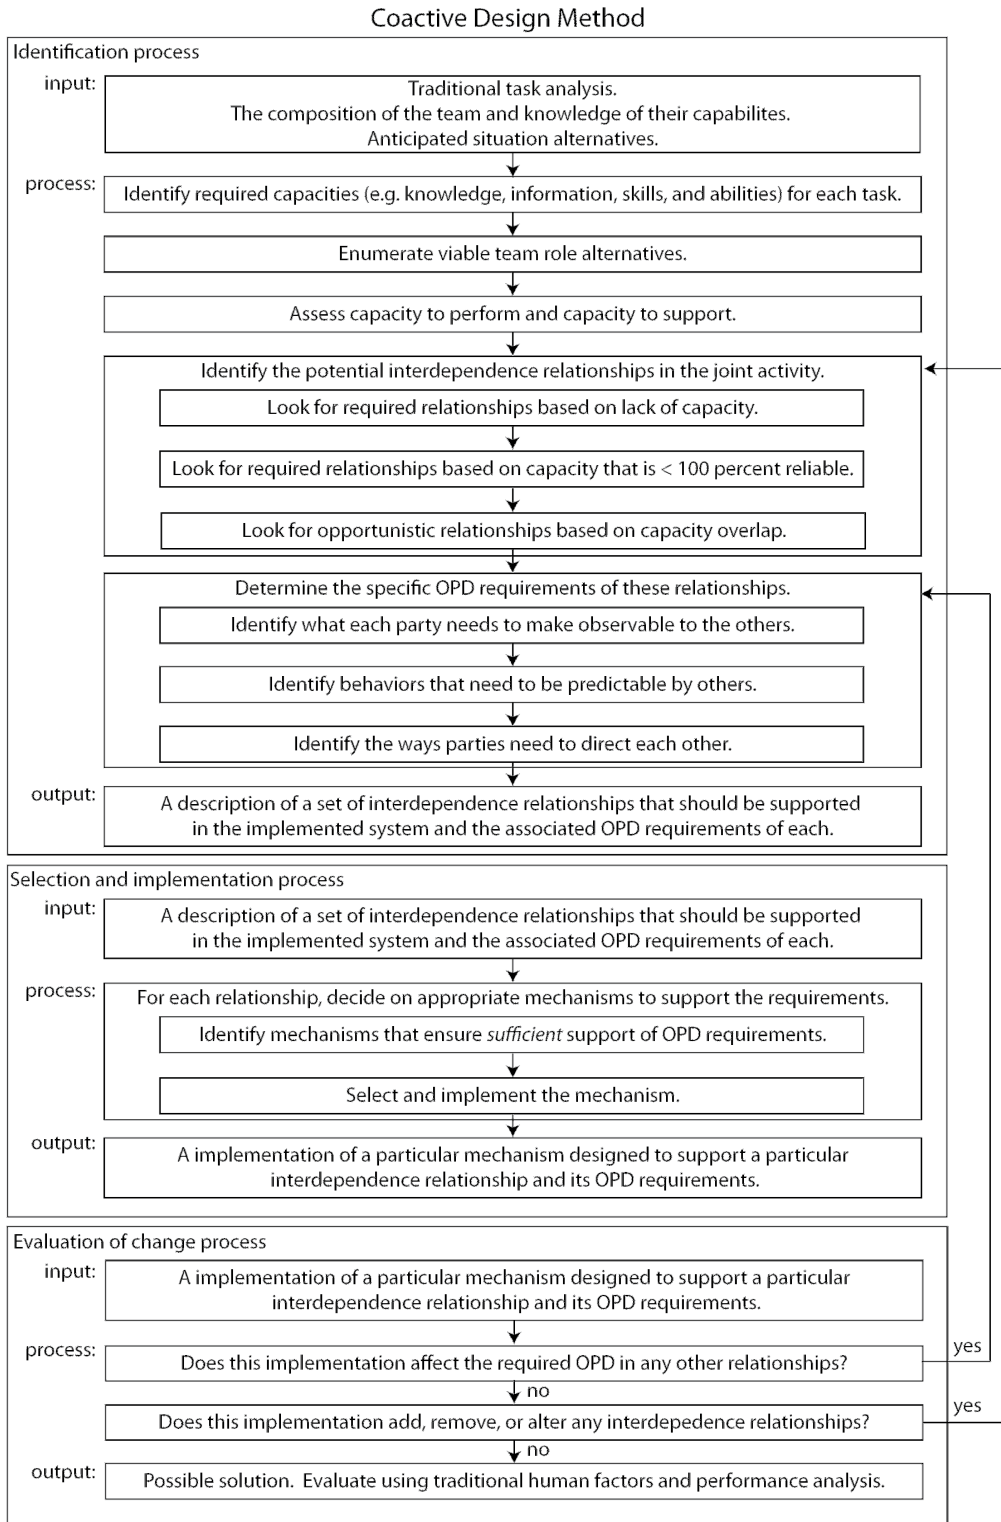 Coactive Design Method
Identification process
input:
Traditional task analysis.
The composition of the team and knowledge of their capabilites.
Anticipated situation alternatives.
process:
Identify required capacities (e.g. knowledge, information, skills, and abilities) for each task.
Enumerate viable team role alternatives.
Assess capacity to perform and capacity to support.
Identify the potential interdependence relationships in the joint activity.
Look for required relationships based on lack of capacity.
Look for required relationships based on capacity that is < 100 percent reliable.
Look for opportunistic relationships based on capacity overlap.
Determine the specific OPD requirements of these relationships.
Identify what each party needs to make observable to the others.
Identify behaviors that need to be predictable by others.
Identify the ways parties need to direct each other.
output:
A description of a set of interdependence relationships that should be supported
in the implemented system and the associated OPD requirements of each.
Selection and implementation process
input:
A description of a set of interdependence relationships that should be supported
in the implemented system and the associated OPD requirements of each.
process:
For each relationship, decide on appropriate mechanisms to support the requirements.
Identify mechanisms that ensure sufficient support of OPD requirements.
Select and implement the mechanism.
output:
A implementation of a particular mechanism designed to support a particular
interdependence relationship and its OPD requirements.
Evaluation of change process
input:
A implementation of a particular mechanism designed to support a particular
interdependence relationship and its OPD requirements.
process:
Does this implementation affect the required OPD in any other relationships?
yes
no
Does this implementation add, remove, or alter any interdepedence relationships?
yes
no
output:
Possible solution. Evaluate using traditional human factors and performance analysis.